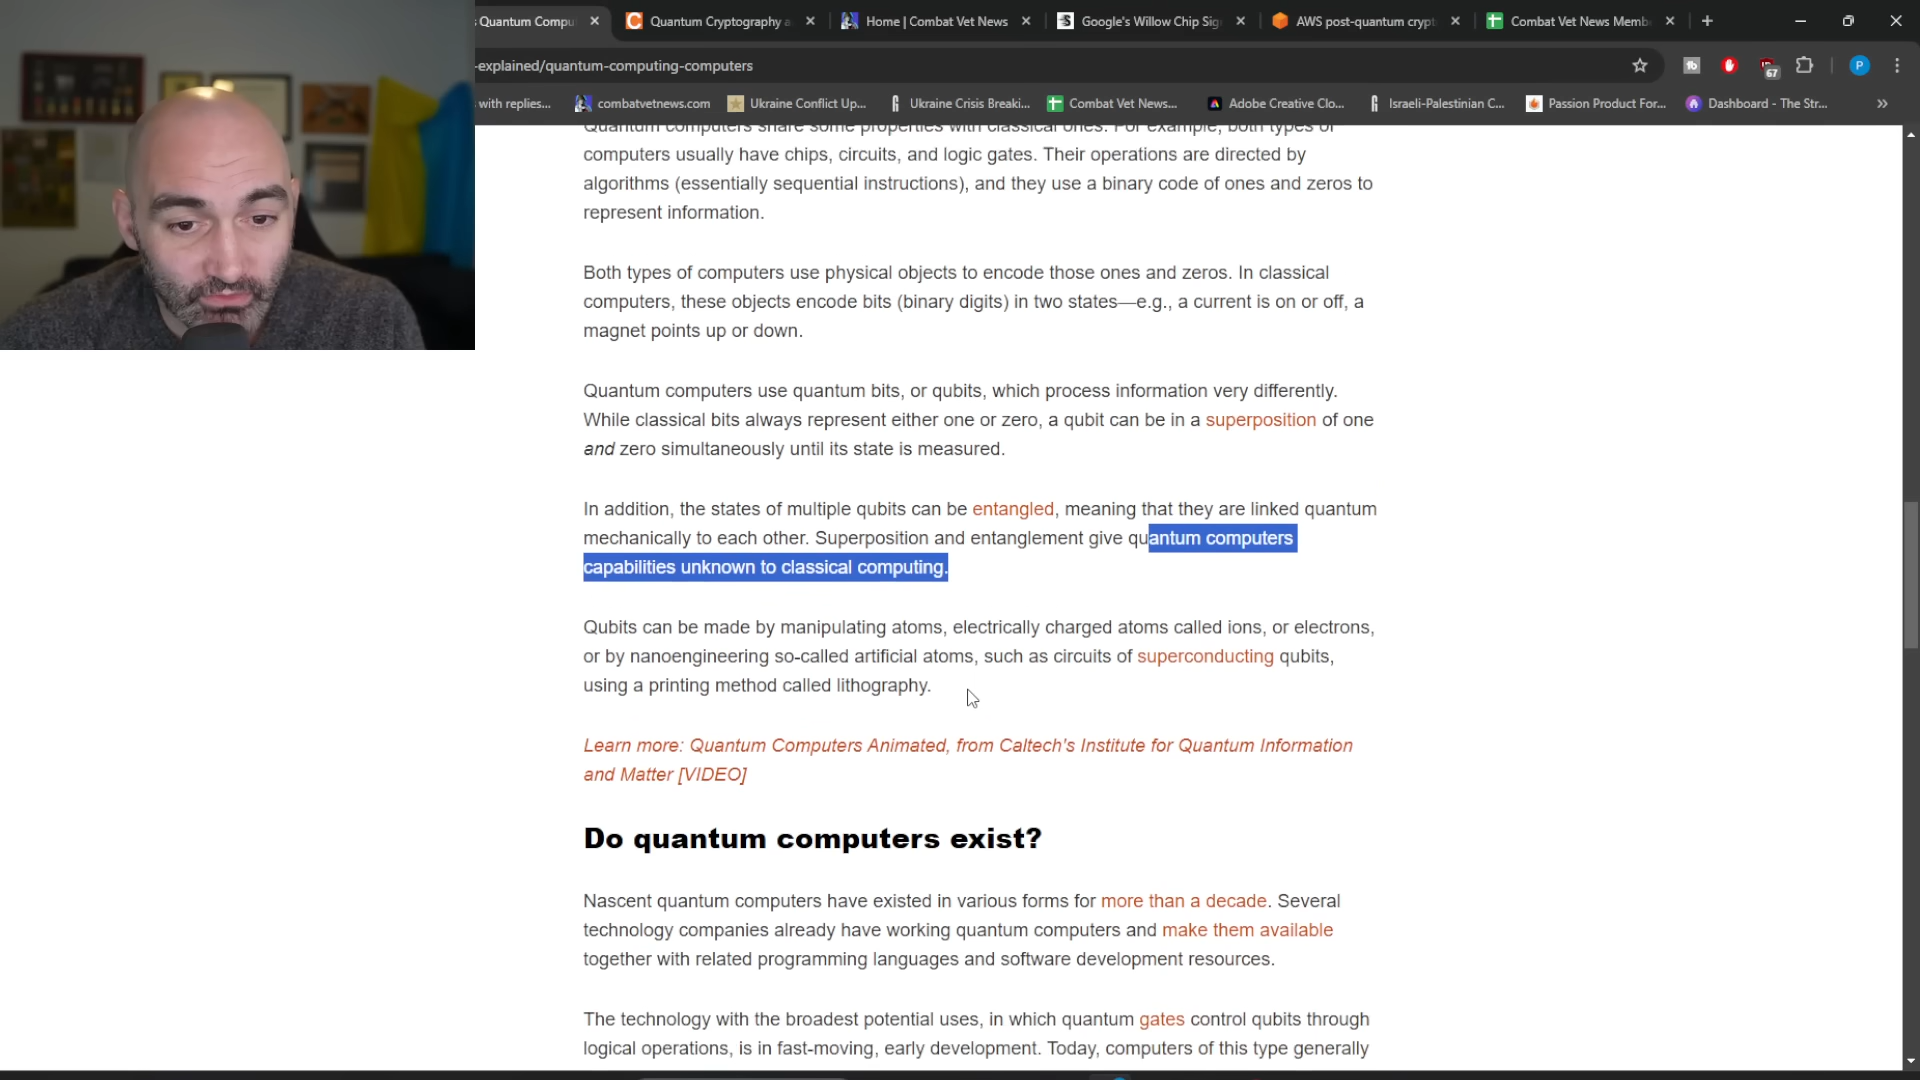 s Quantum Compu
Quantum Cryptography a
Home | Combat Vet News
Google's Willow Chip Sig
AWS post-quantum crypt
Combat Vet News Memb
-explained/quantum-computing-computers
67
P
with replies...
combatvetnews.com
Ukraine Conflict Up...
Ukraine Crisis Breaki...
Combat Vet News...
Adobe Creative Clo...
Israeli-Palestinian C...
Passion Product For...
Dashboard - The Str...
Quantum computers share some properties with classical ones. For example, both types of
computers usually have chips, circuits, and logic gates. Their operations are directed by
algorithms (essentially sequential instructions), and they use a binary code of ones and zeros to
represent information.
Both types of computers use physical objects to encode those ones and zeros. In classical
computers, these objects encode bits (binary digits) in two states—e.g., a current is on or off, a
magnet points up or down.
Quantum computers use quantum bits, or qubits, which process information very differently.
While classical bits always represent either one or zero, a qubit can be in a superposition of one
and zero simultaneously until its state is measured.
In addition, the states of multiple qubits can be entangled, meaning that they are linked quantum
mechanically to each other. Superposition and entanglement give quantum computers
capabilities unknown to classical computing.
Qubits can be made by manipulating atoms, electrically charged atoms called ions, or electrons,
or by nanoengineering so-called artificial atoms, such as circuits of superconducting qubits,
using a printing method called lithography.
Learn more: Quantum Computers Animated, from Caltech's Institute for Quantum Information
and Matter [VIDEO]
Do quantum computers exist?
Nascent quantum computers have existed in various forms for more than a decade. Several
technology companies already have working quantum computers and make them available
together with related programming languages and software development resources.
The technology with the broadest potential uses, in which quantum gates control qubits through
logical operations, is in fast-moving, early development. Today, computers of this type generally